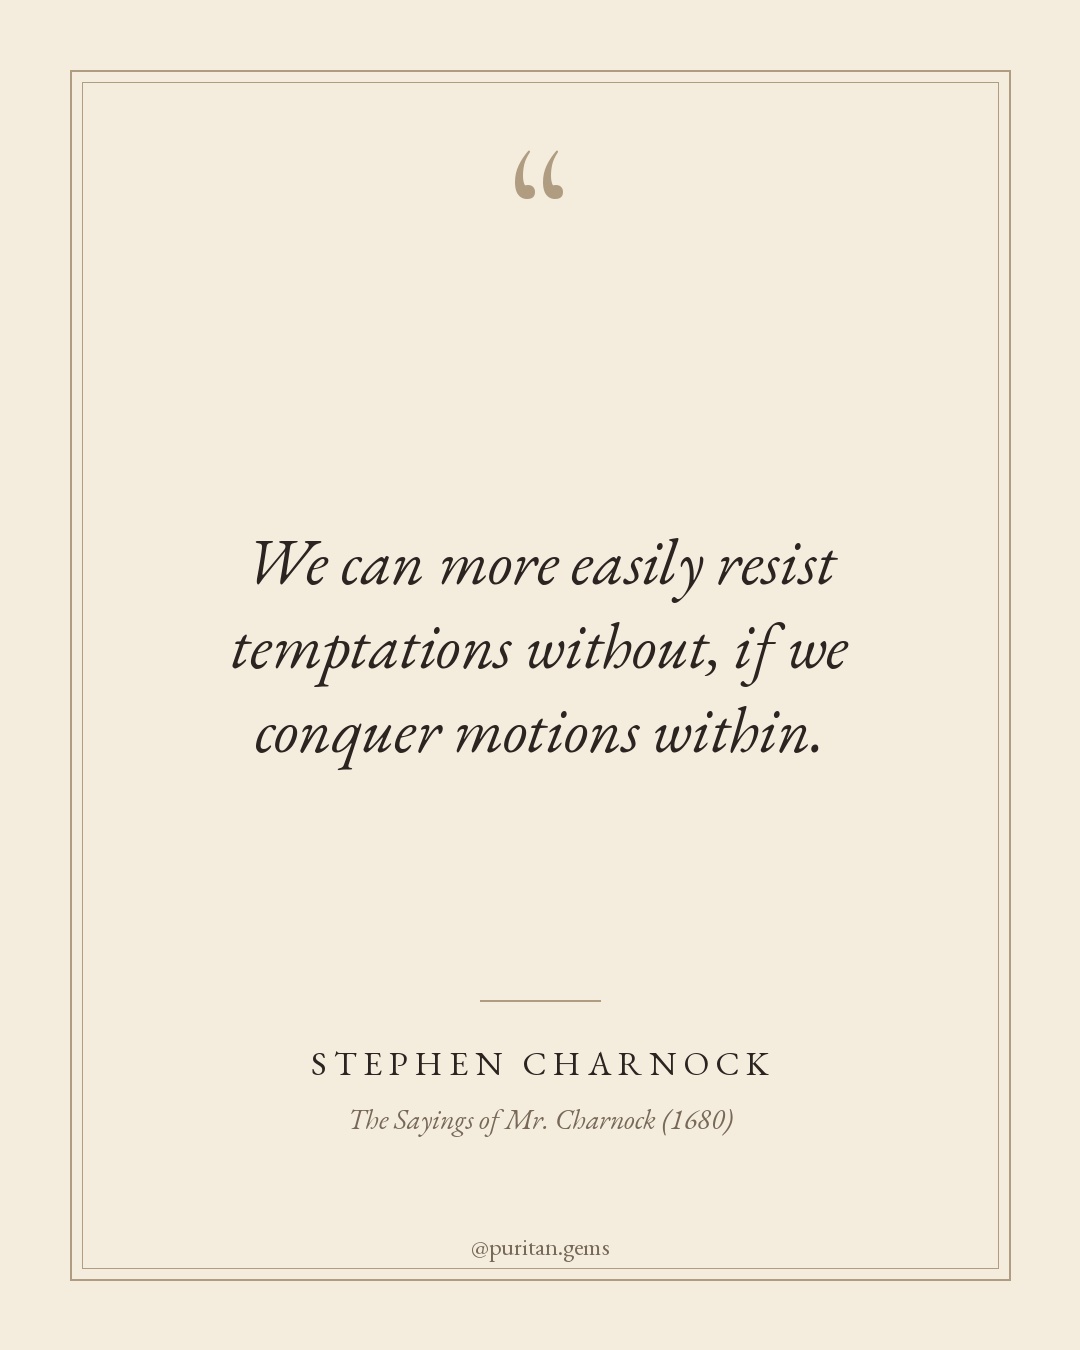 “
We can more easily resist
temptations without, if we
conquer motions within.
STEPHEN CHARNOCK
The Sayings of Mr. Charnock (1680)
@puritan.gems